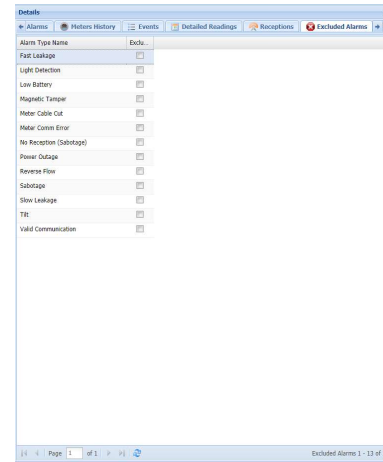 Details
Alarms Meters History Events Detailed Readings Receptions Excluded Alarms
Alarm Type Name Exclu...
Fast Leakage
Light Detection
Low Battery
Magnetic Tamper
Meter Cable Cut
Meter Comm Error
No Reception (Sabotage)
Power Outage
Reverse Flow
Sabotage
Slow Leakage
Tilt
Valid Communication
Page 1 of 1 Excluded Alarms 1 - 13 of